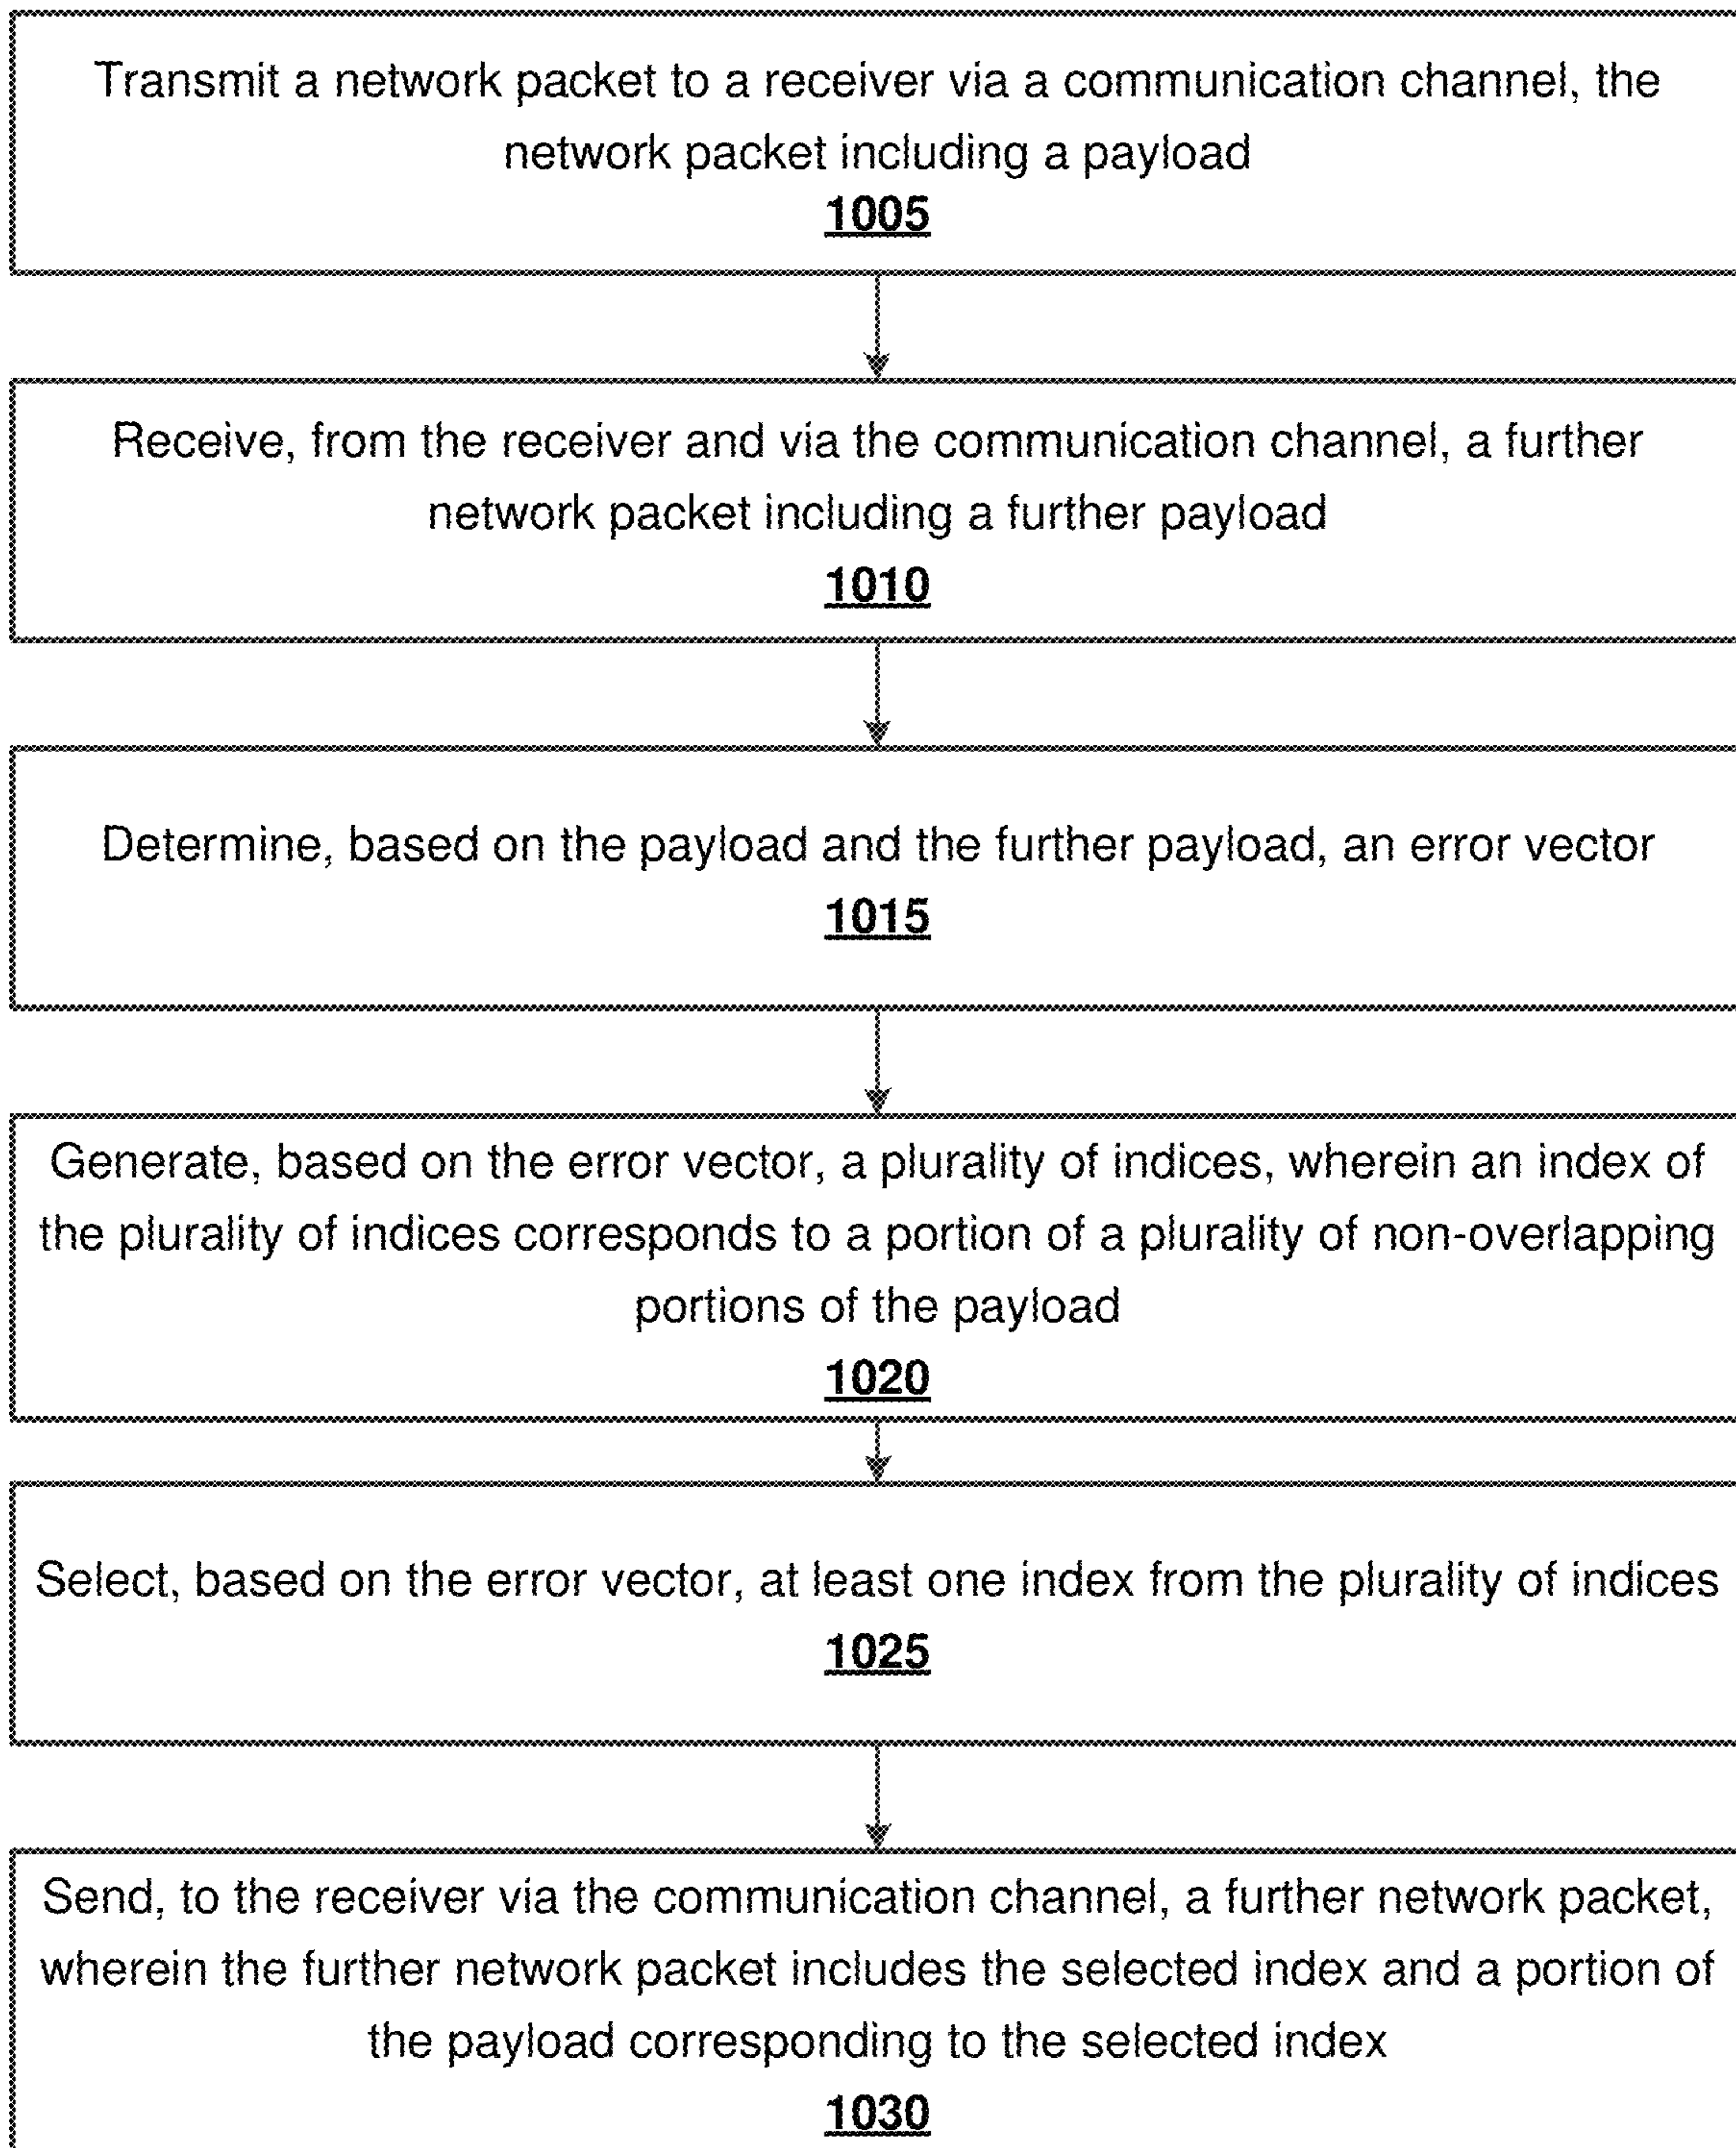 Transmit a network packet to a receiver via a communication channel, the
network packet including a payload
1005
Receive, from the receiver and via the communication channel, a further
network packet including a further payload
1010
Determine, based on the payload and the further payload, an error vector
1015
Generate, based on the error vector, a plurality of indices, wherein an index of
the plurality of indices corresponds to a portion of a plurality of non-overlapping
portions of the payload
1020
Select, based on the error vector, at least one index from the plurality of indices
1025
Send, to the receiver via the communication channel, a further network packet,
wherein the further network packet includes the selected index and a portion of
the payload corresponding to the selected index
1030